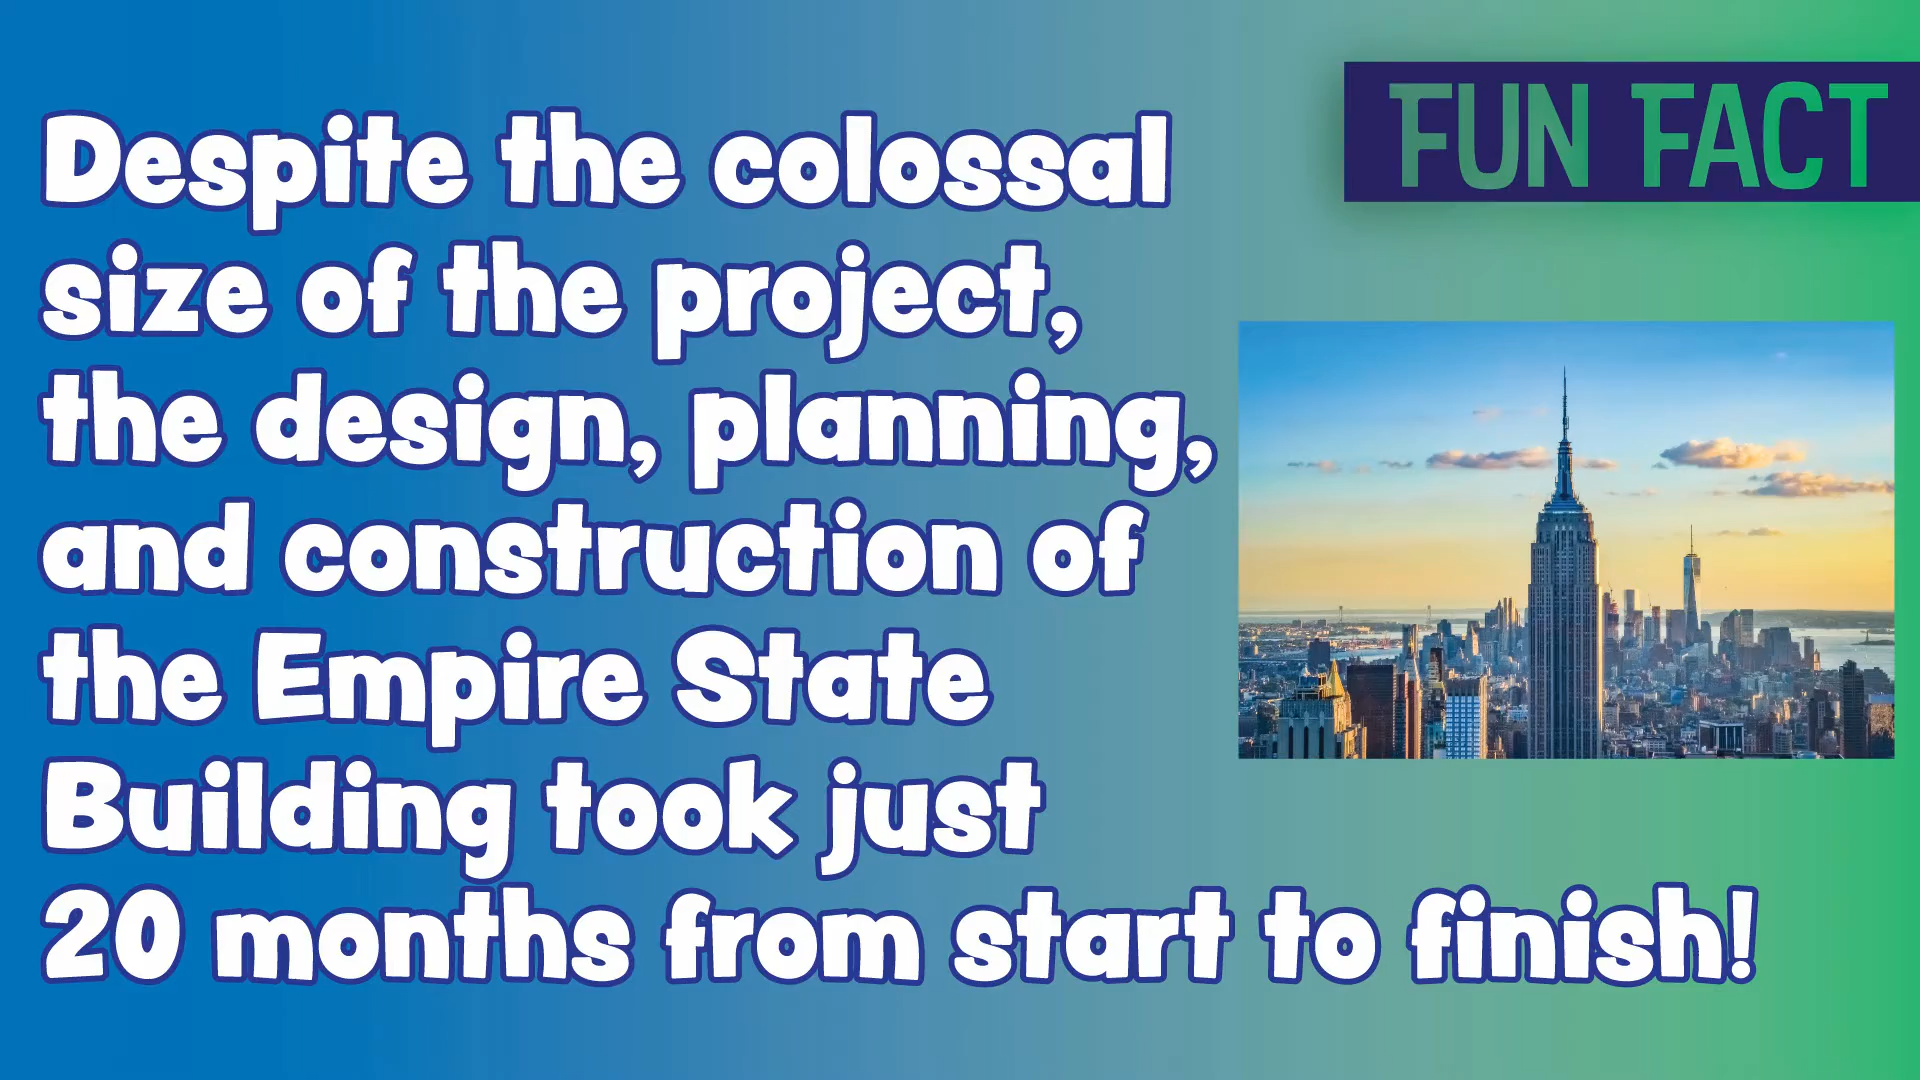 FUN FACT
Despite the colossal
size of the project,
the design, planning,
and construction of
the Empire State
Building took just
20 months from start to finish!